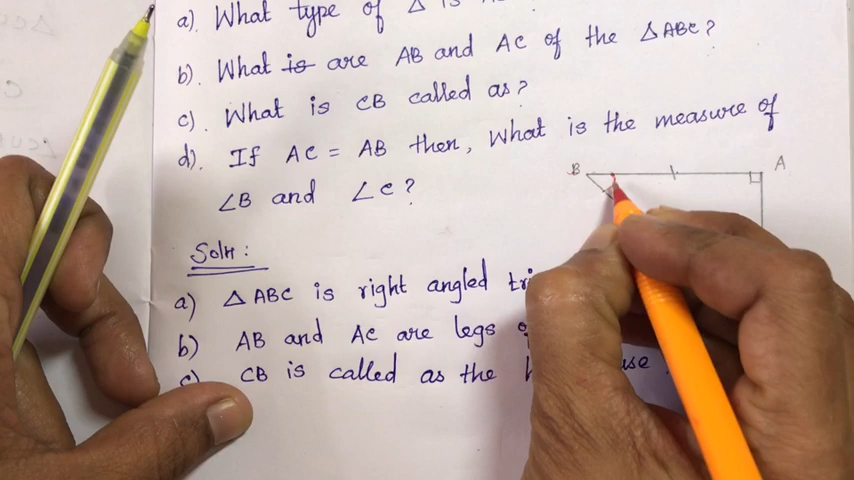 a). What type of Δ is
b). What is are AB and AC of the ΔABC?
c). What is CB called as?
d). If AC = AB then, What is the measure of
∠B and ∠C?
B A
Soln:
a) Δ ABC is right angled
b) AB and AC are legs
c) CB is called as the